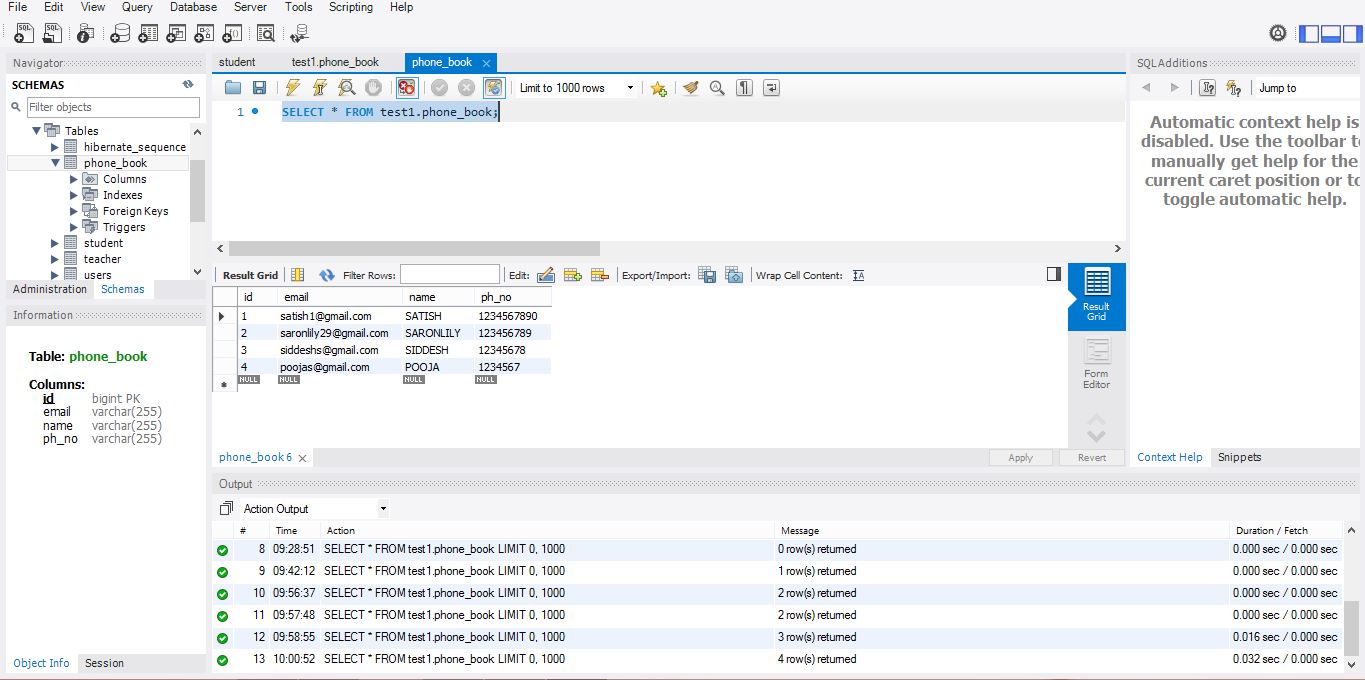 File Edit View Query Database Server Tools Scripting Help
Navigator
SCHEMAS
Filter objects
Tables
hibernate_sequence
phone_book
Columns
Indexes
Foreign Keys
Triggers
student
teacher
users
Administration Schemas
Information
Table: phone_book
Columns:
id bigint PK
email varchar(255)
name varchar(255)
ph_no varchar(255)
Object Info Session
student test1.phone_book phone_book
Limit to 1000 rows
1 SELECT * FROM test1.phone_book;
Result Grid Filter Rows: Edit: Export/Import: Wrap Cell Content:
id email name ph_no
1 satish1@gmail.com SATISH 1234567890
2 saronlily29@gmail.com SARONLILY 123456789
3 siddeshs@gmail.com SIDDESH 12345678
4 poojas@gmail.com POOJA 1234567
NULL NULL NULL NULL
Result
Grid
Form
Editor
phone_book 6 Apply Revert
SQLAdditions
Jump to
Automatic context help is
disabled. Use the toolbar to
manually get help for the
current caret position or to
toggle automatic help.
Context Help Snippets
Output
Action Output
# Time Action Message Duration / Fetch
8 09:28:51 SELECT * FROM test1.phone_book LIMIT 0, 1000 0 row(s) returned 0.000 sec / 0.000 sec
9 09:42:12 SELECT * FROM test1.phone_book LIMIT 0, 1000 1 row(s) returned 0.000 sec / 0.000 sec
10 09:56:37 SELECT * FROM test1.phone_book LIMIT 0, 1000 2 row(s) returned 0.000 sec / 0.000 sec
11 09:57:48 SELECT * FROM test1.phone_book LIMIT 0, 1000 2 row(s) returned 0.000 sec / 0.000 sec
12 09:58:55 SELECT * FROM test1.phone_book LIMIT 0, 1000 3 row(s) returned 0.016 sec / 0.000 sec
13 10:00:52 SELECT * FROM test1.phone_book LIMIT 0, 1000 4 row(s) returned 0.032 sec / 0.000 sec